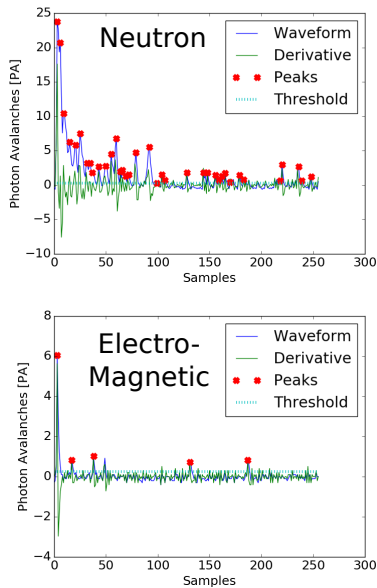 25
20
15
10
5
0
−5
−10
0
50
100
150
200
250
300
Photon Avalanches [PA]
Samples
Neutron
Waveform
Derivative
Peaks
Threshold
8
6
4
2
0
−2
−4
0
50
100
150
200
250
300
Photon Avalanches [PA]
Samples
Electro-
Magnetic
Waveform
Derivative
Peaks
Threshold